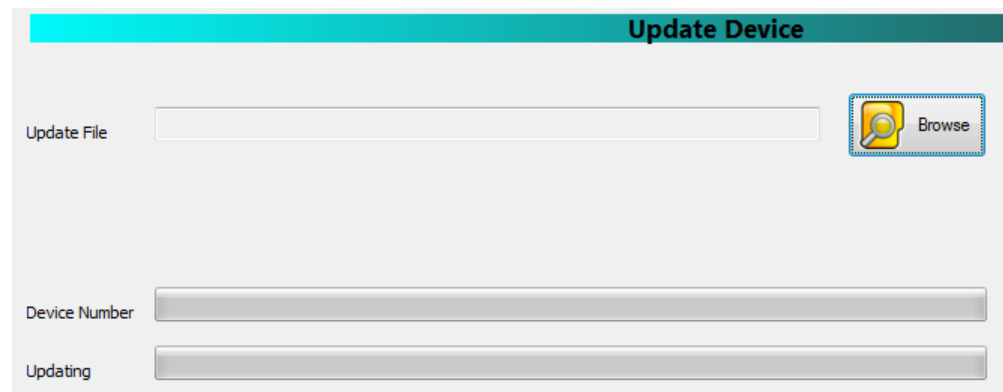 Update Device
Update File
Browse
Device Number
Updating